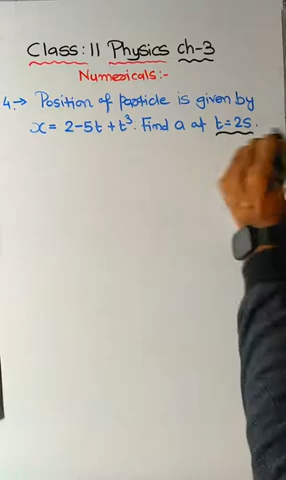 Class:11 Physics ch-3
Numericals:-
4.→ Position of particle is given by
x = 2-5t + t³. Find a at t=2s.